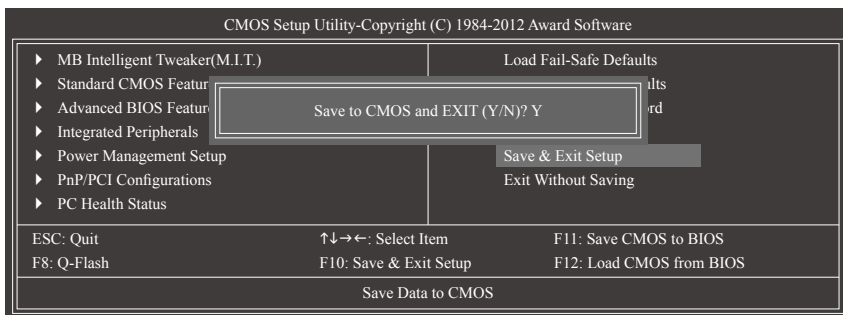 CMOS Setup Utility-Copyright (C) 1984-2012 Award Software
MB Intelligent Tweaker(M.I.T.)
Standard CMOS Featur
Advanced BIOS Featur
Integrated Peripherals
Power Management Setup
PnP/PCI Configurations
PC Health Status
Load Fail-Safe Defaults
ults
ord
Save & Exit Setup
Exit Without Saving
Save to CMOS and EXIT (Y/N)? Y
ESC: Quit ↑↓→←: Select Item F11: Save CMOS to BIOS
F8: Q-Flash F10: Save & Exit Setup F12: Load CMOS from BIOS
Save Data to CMOS